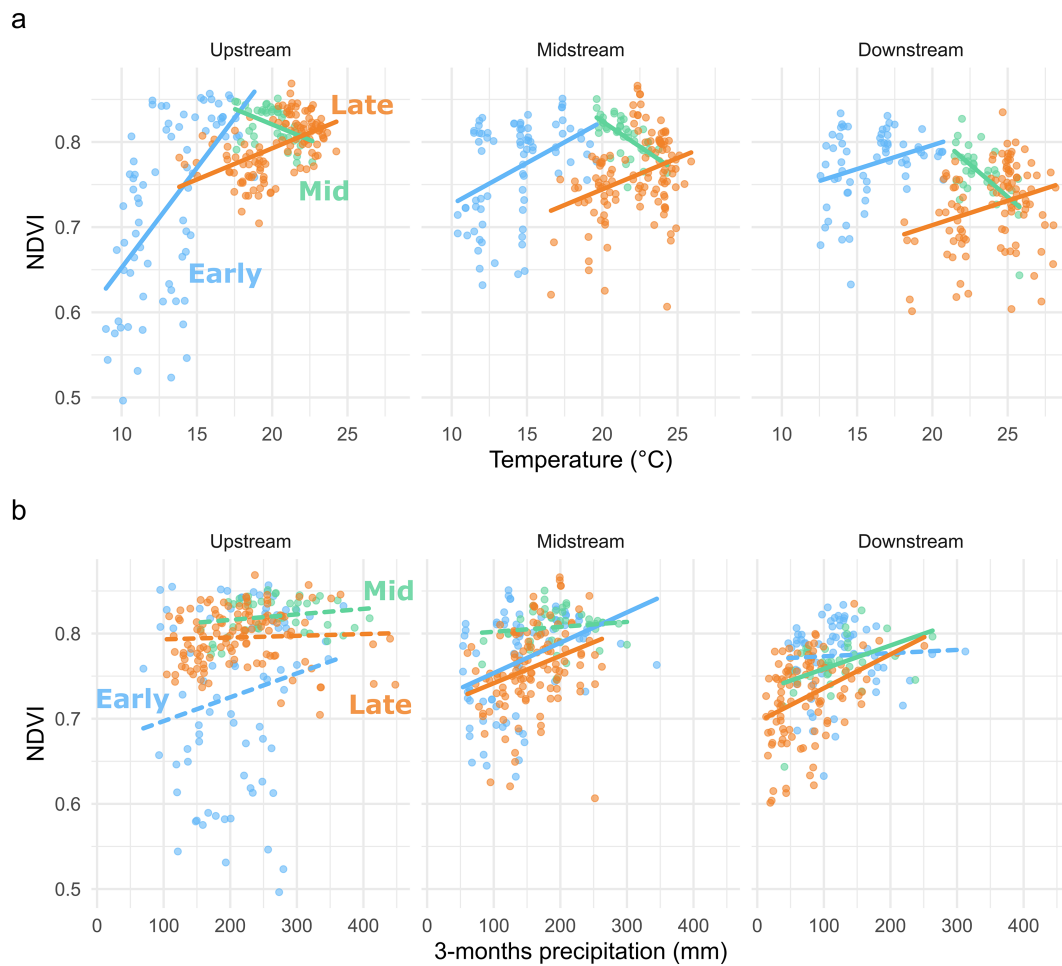 a
Upstream Midstream Downstream
Late
0.8
Mid
0.7
NDVI
Early
0.6
0.5
10 15 20 25 10 15 20 25 10 15 20 25
Temperature (°C)
b
Upstream Midstream Downstream
Mid
0.8
Early
Late
0.7
NDVI
0.6
0.5
0 100 200 300 400 0 100 200 300 400 0 100 200 300 400
3-months precipitation (mm)